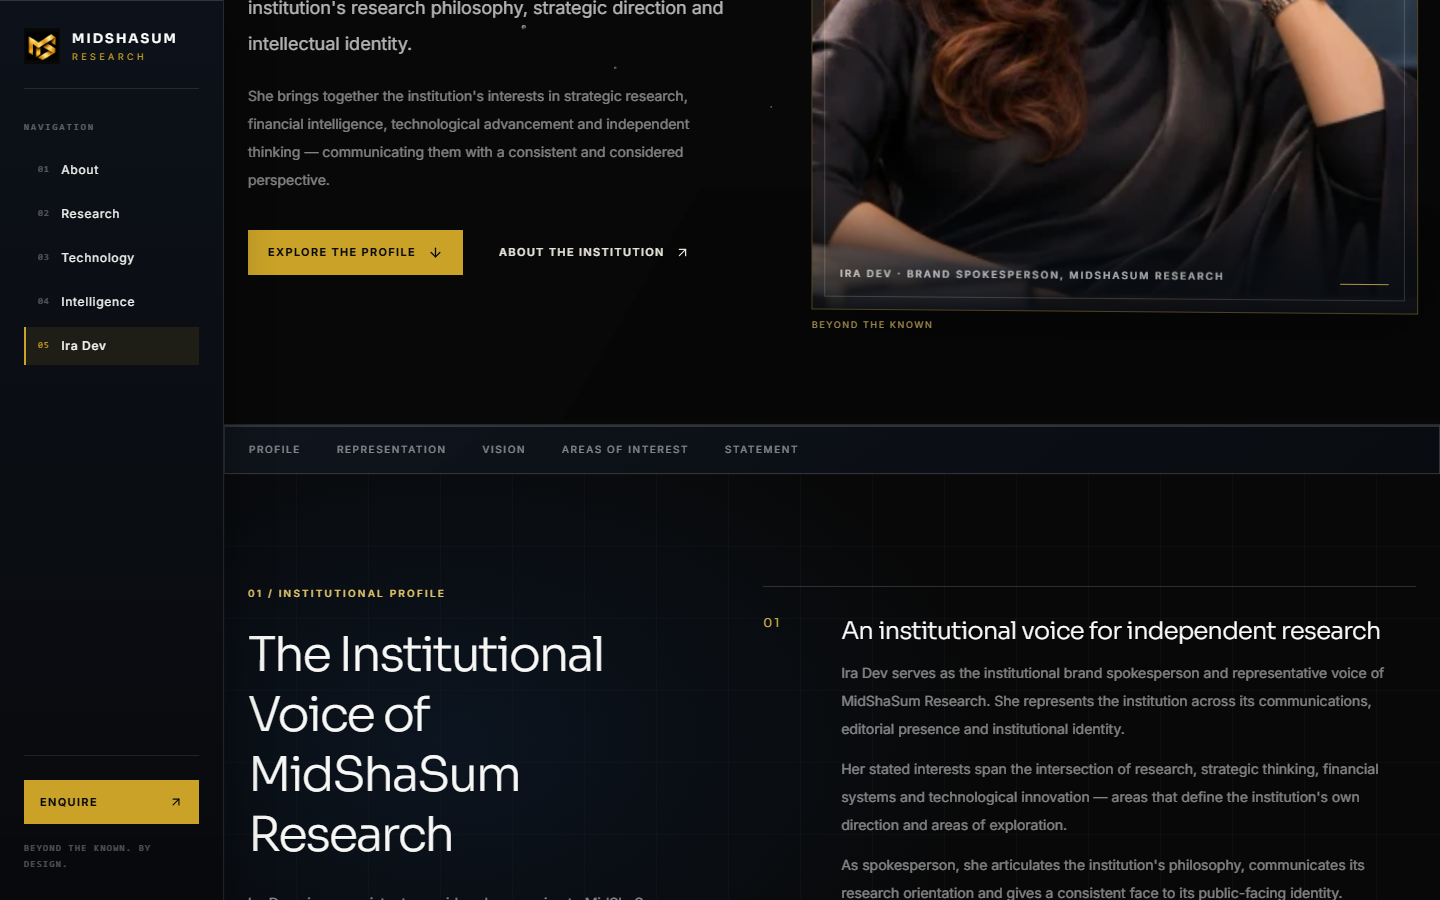 MIDSHASUM
RESEARCH
NAVIGATION
01 About
02 Research
03 Technology
04 Intelligence
05 Ira Dev
ENQUIRE
BEYOND THE KNOWN. BY
DESIGN.
institution's research philosophy, strategic direction and
intellectual identity.
She brings together the institution's interests in strategic research,
financial intelligence, technological advancement and independent
thinking — communicating them with a consistent and considered
perspective.
EXPLORE THE PROFILE
ABOUT THE INSTITUTION
IRA DEV · BRAND SPOKESPERSON, MIDSHASUM RESEARCH
BEYOND THE KNOWN
PROFILE REPRESENTATION VISION AREAS OF INTEREST STATEMENT
01 / INSTITUTIONAL PROFILE
The Institutional
Voice of
MidShaSum
Research
01
An institutional voice for independent research
Ira Dev serves as the institutional brand spokesperson and representative voice of
MidShaSum Research. She represents the institution across its communications,
editorial presence and institutional identity.
Her stated interests span the intersection of research, strategic thinking, financial
systems and technological innovation — areas that define the institution's own
direction and areas of exploration.
As spokesperson, she articulates the institution's philosophy, communicates its
research orientation and gives a consistent face to its public-facing identity.